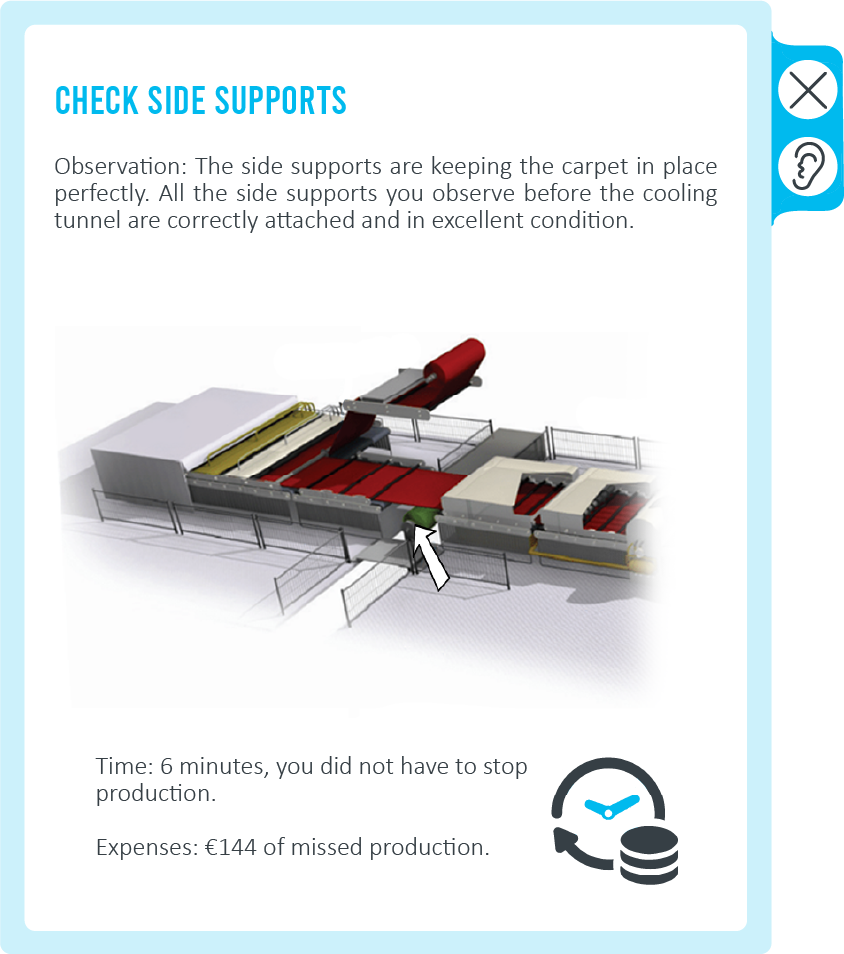 CHECK SIDE SUPPORTS
Observation: The side supports are keeping the carpet in place
perfectly. All the side supports you observe before the cooling
tunnel are correctly attached and in excellent condition.
Time: 6 minutes, you did not have to stop
production.
Expenses: €144 of missed production.